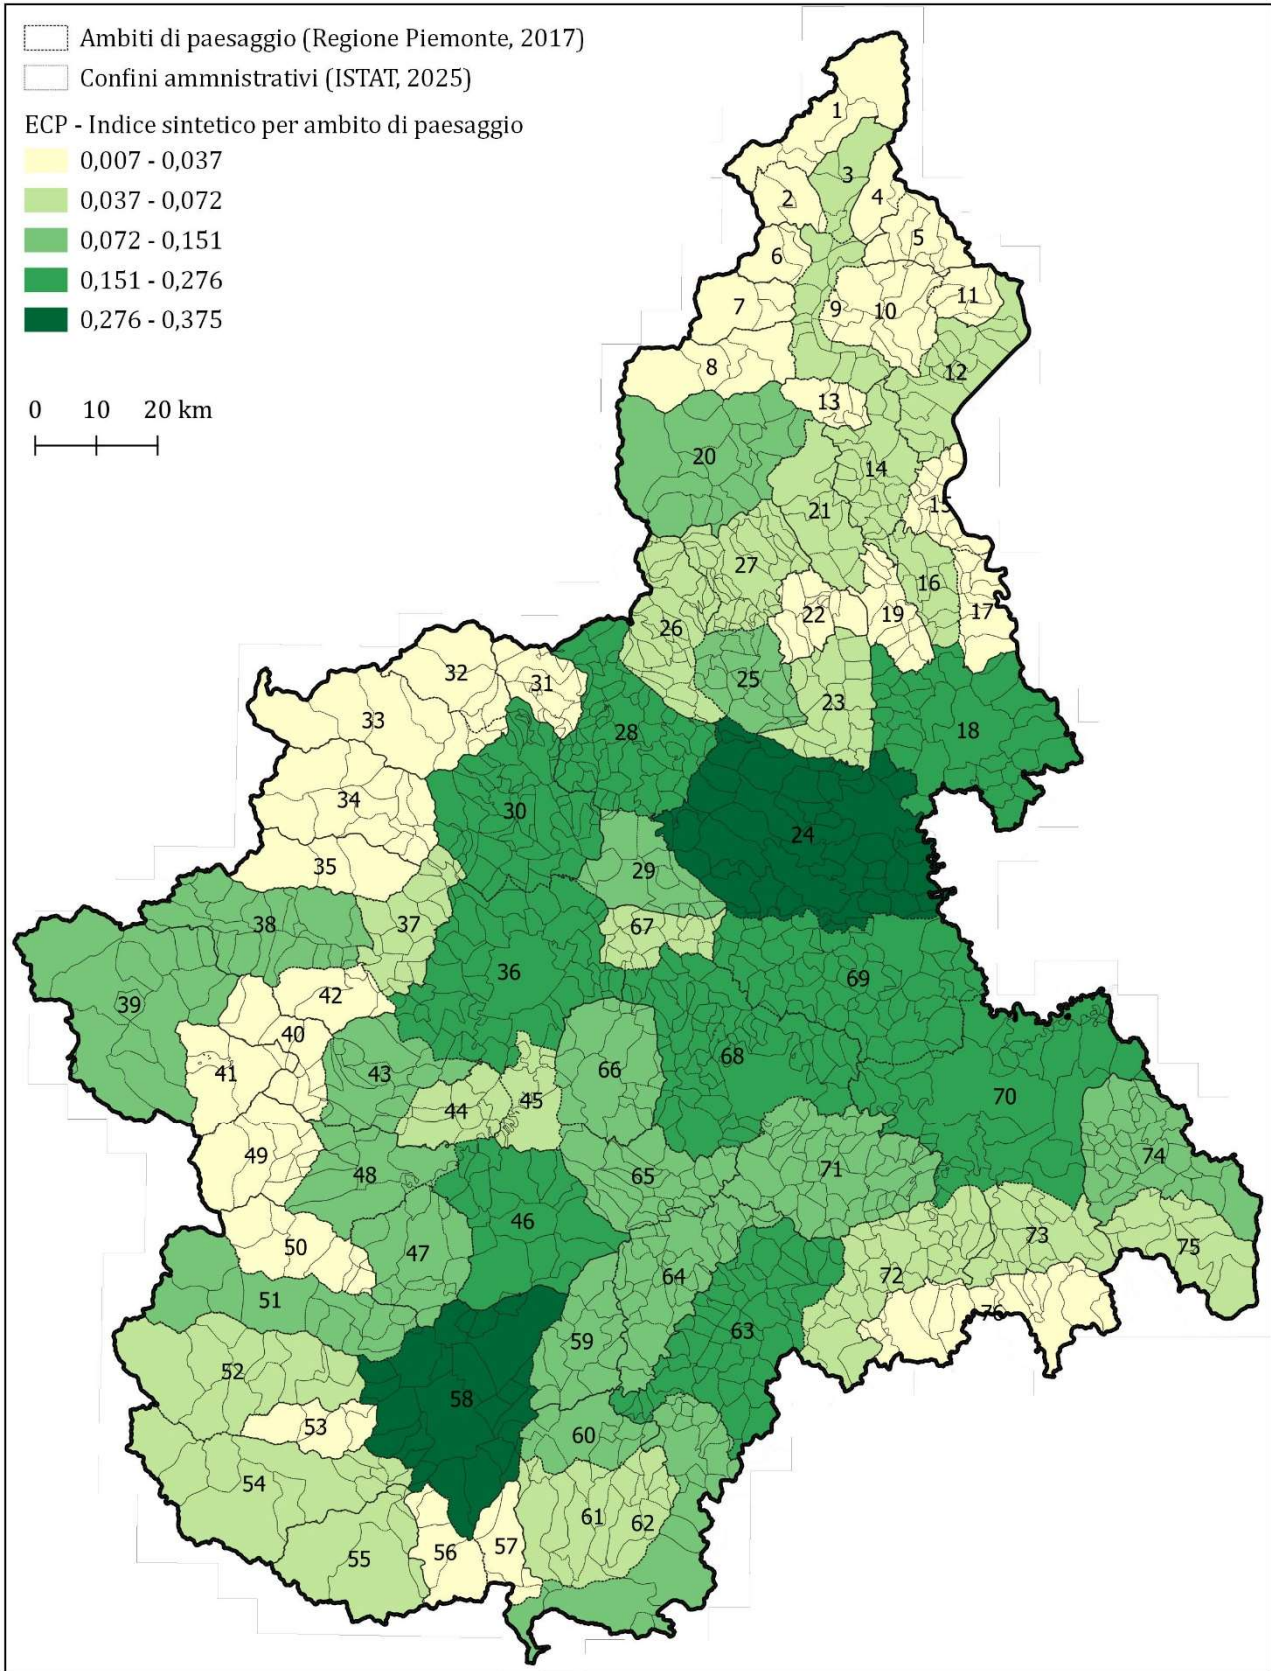 Ambiti di paesaggio (Regione Piemonte, 2017)
Confini ammnistrativi (ISTAT, 2025)
ECP - Indice sintetico per ambito di paesaggio
0,007 - 0,037
0,037 - 0,072
0,072 - 0,151
0,151 - 0,276
0,276 - 0,375
0 10 20 km
1
3
2 4
5
6
7 9 10 11
8 12
13
20 14
21 15
27 16
26 22 19 17
25 23
32 31
33 28 18
34 30 24
35 29
38 37 67
36 69
39 42
40
41 43 66 68
44 45 70
49 48 65 71 74
46
50 47 64 73 75
51 72
59 63 76
52
53 58
60
54
61 62
55 56 57